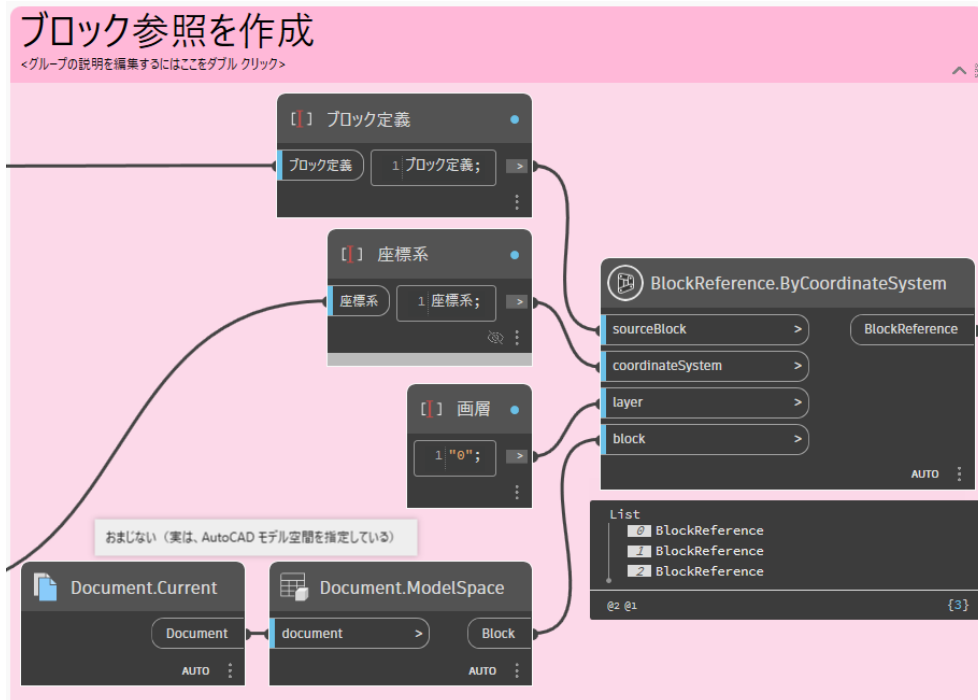 ブロック参照を作成
<グループの説明を編集するにはここをダブル クリック>
[I] ブロック定義
ブロック定義
1 ブロック定義;
>
[I] 座標系
座標系
1 座標系;
>
BlockReference.ByCoordinateSystem
sourceBlock >
BlockReference
coordinateSystem >
layer >
block >
AUTO
[I] 画層
1 "0";
>
List
0 BlockReference
1 BlockReference
2 BlockReference
@2 @1
{3}
おまじない（実は、AutoCAD モデル空間を指定している）
Document.Current
Document
AUTO
Document.ModelSpace
document >
Block
AUTO